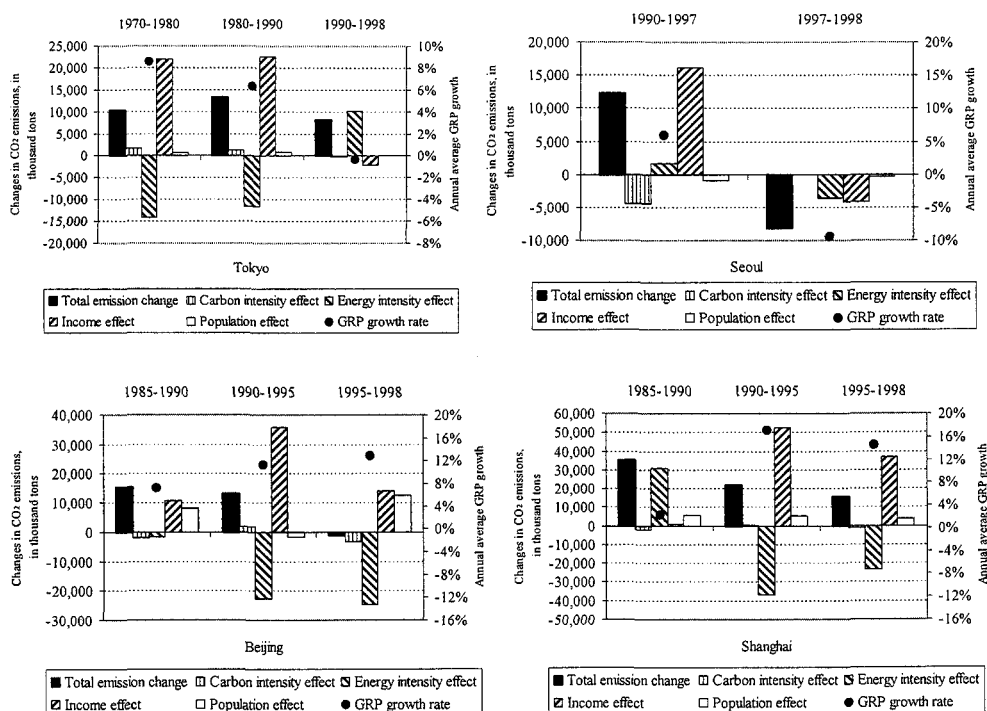 1970-1980 1980-1990 1990-1998
25,000
20,000
15,000
10,000
5,000
0
-5,000
-10,000
-15,000
-20,000
Changes in CO2 emissions, in
thousand tons
10%
8%
6%
4%
2%
0%
-2%
-4%
-6%
-8%
Annual average GRP growth
Tokyo
Total emission change Carbon intensity effect Energy intensity effect
Income effect Population effect GRP growth rate
1990-1997 1997-1998
20,000
15,000
10,000
5,000
0
-5,000
-10,000
Changes in CO2 emissions, in
thousand tons
20%
15%
10%
5%
0%
-5%
-10%
Annual average GRP growth
Seoul
Total emission change Carbon intensity effect Energy intensity effect
Income effect Population effect GRP growth rate
1985-1990 1990-1995 1995-1998
40,000
30,000
20,000
10,000
0
-10,000
-20,000
-30,000
Changes in CO2 emissions,
in thousand tons
20%
16%
12%
8%
4%
0%
-4%
-8%
-12%
-16%
Annual average GRP growth
Beijing
Total emission change Carbon intensity effect Energy intensity effect
Income effect Population effect GRP growth rate
1985-1990 1990-1995 1995-1998
60,000
50,000
40,000
30,000
20,000
10,000
0
-10,000
-20,000
-30,000
-40,000
-50,000
Changes in CO2 emissions,
in thousand tons
20%
16%
12%
8%
4%
0%
-4%
-8%
-12%
-16%
Annual average GRP growth
Shanghai
Total emission change Carbon intensity effect Energy intensity effect
Income effect Population effect GRP growth rate